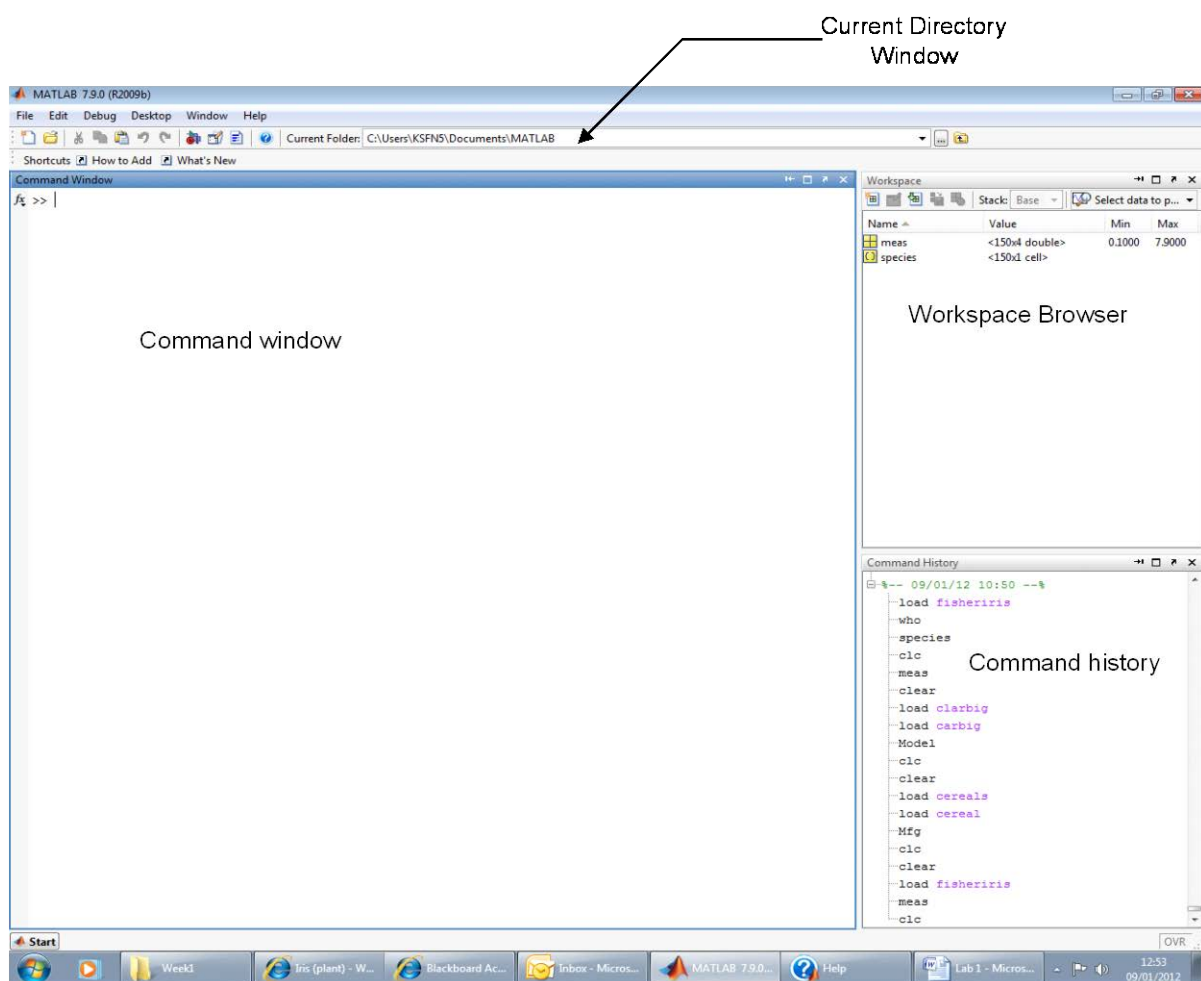 Current Directory
Window
MATLAB 7.9.0 (R2009b)
File Edit Debug Desktop Window Help
Current Folder: C:\Users\KSFN5\Documents\MATLAB
Shortcuts How to Add What's New
Command Window
fx >>
Command window
Workspace
Stack: Base Select data to p...
Name Value Min Max
meas <150x4 double> 0.1000 7.9000
species <150x1 cell>
Workspace Browser
Command History
%-- 09/01/12 10:50 --%
load fisheriris
who
species
clc
Command history
meas
clear
load clarbig
load carbig
Model
clc
clear
load cereals
load cereal
Mfg
clc
clear
load fisheriris
meas
clc
Start
OVR
Week1
Iris (plant) - W...
Blackboard Ac...
Inbox - Micros...
MATLAB 7.9.0...
Help
Lab 1 - Micros...
12:53
09/01/2012